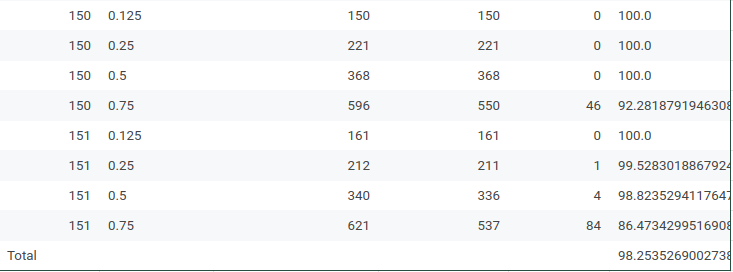 150 0.125 150 150 0 100.0
150 0.25 221 221 0 100.0
150 0.5 368 368 0 100.0
150 0.75 596 550 46 92.2818791946308
151 0.125 161 161 0 100.0
151 0.25 212 211 1 99.5283018867924
151 0.5 340 336 4 98.8235294117647
151 0.75 621 537 84 86.4734299516908
Total 98.2535269002738